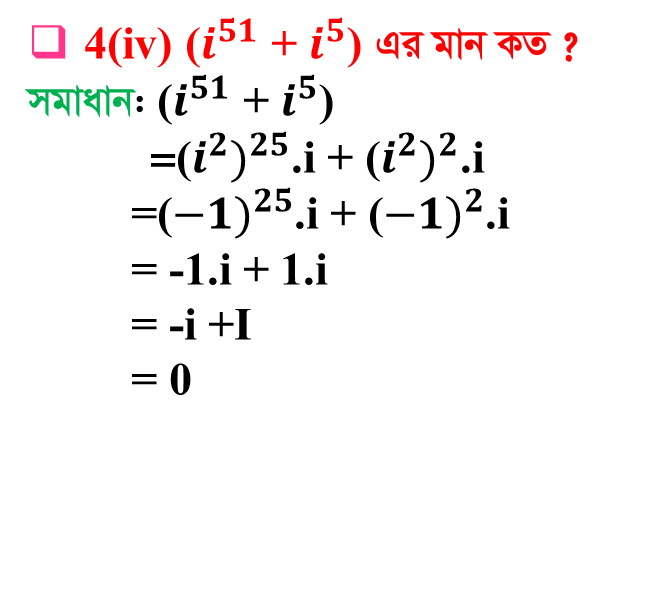 ❑ 4(iv) (𝒊⁵¹ + 𝒊⁵) এর মান কত ?
সমাধানঃ (𝒊⁵¹ + 𝒊⁵)
=(𝒊²)²⁵.i + (𝒊²)².i
=(−1)²⁵.i + (−1)².i
= -1.i + 1.i
= -i +I
= 0